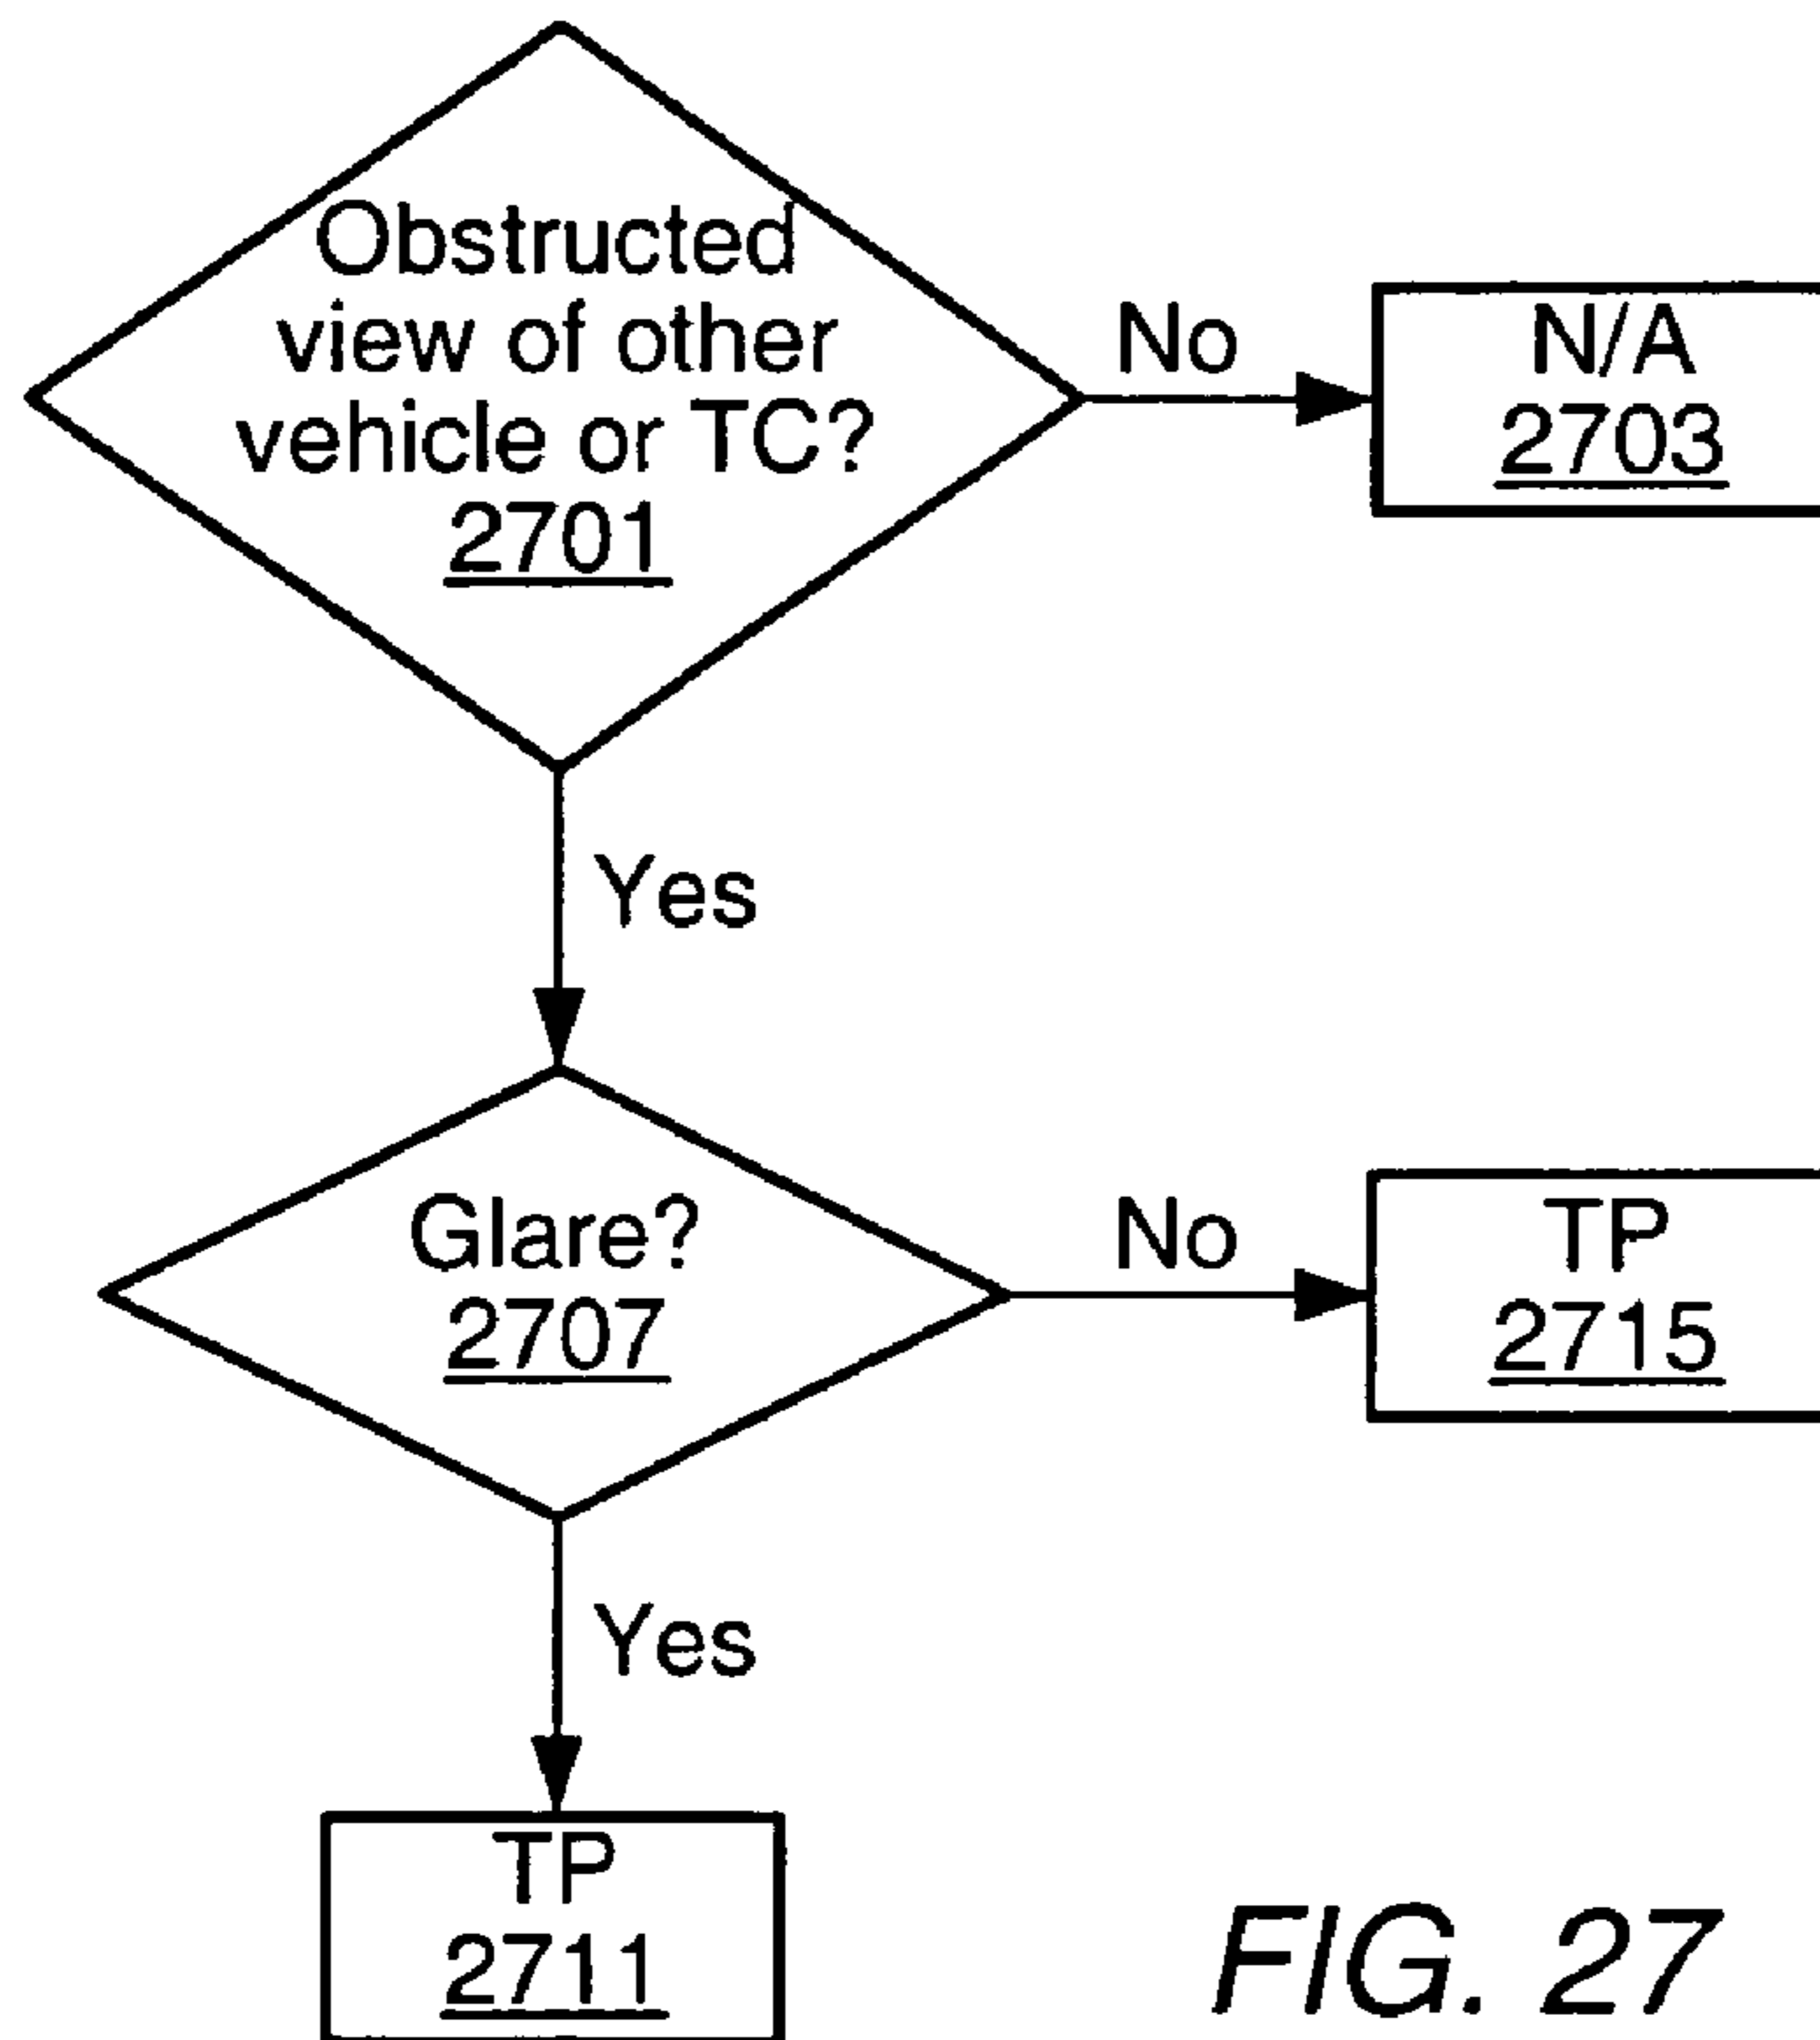 Obstructed
view of other
vehicle or TC?
2701
No
N/A
2703
Yes
Glare?
2707
No
TP
2715
Yes
TP
2711
FIG. 27